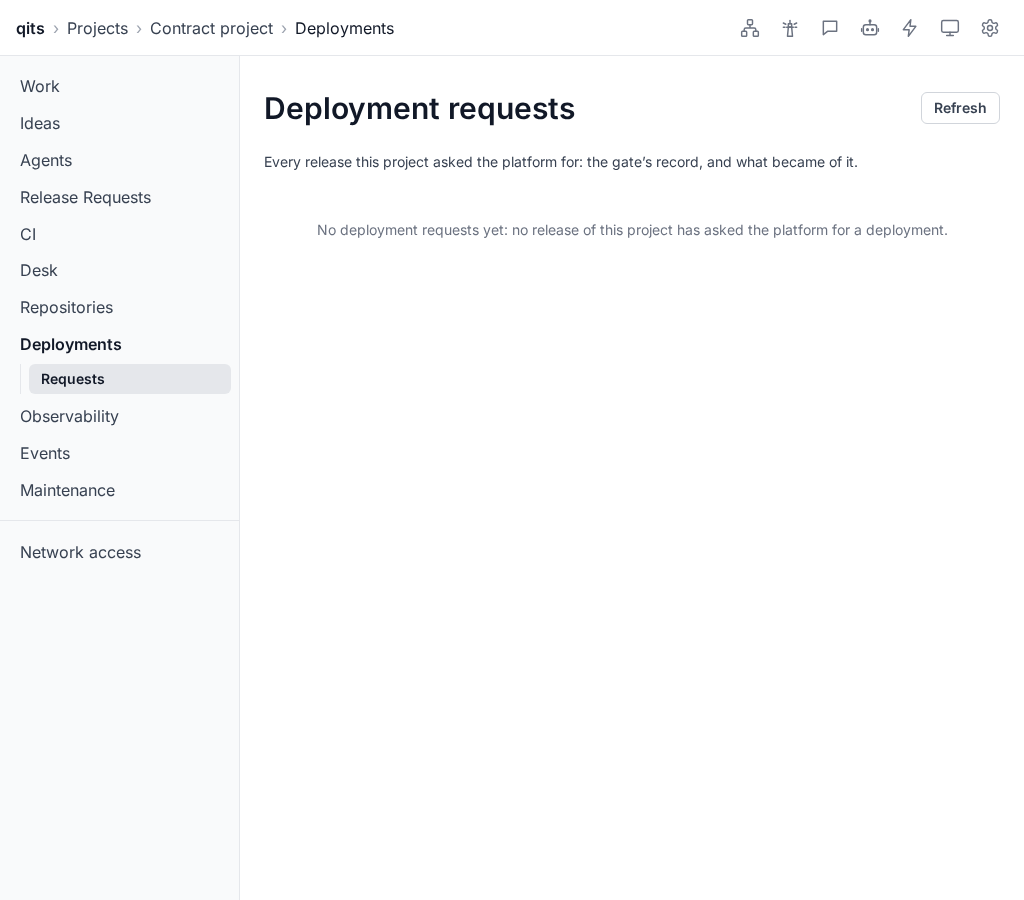 qits › Projects › Contract project › Deployments
Work
Ideas
Agents
Release Requests
CI
Desk
Repositories
Deployments
Requests
Observability
Events
Maintenance
Network access
Deployment requests
Refresh
Every release this project asked the platform for: the gate’s record, and what became of it.
No deployment requests yet: no release of this project has asked the platform for a deployment.